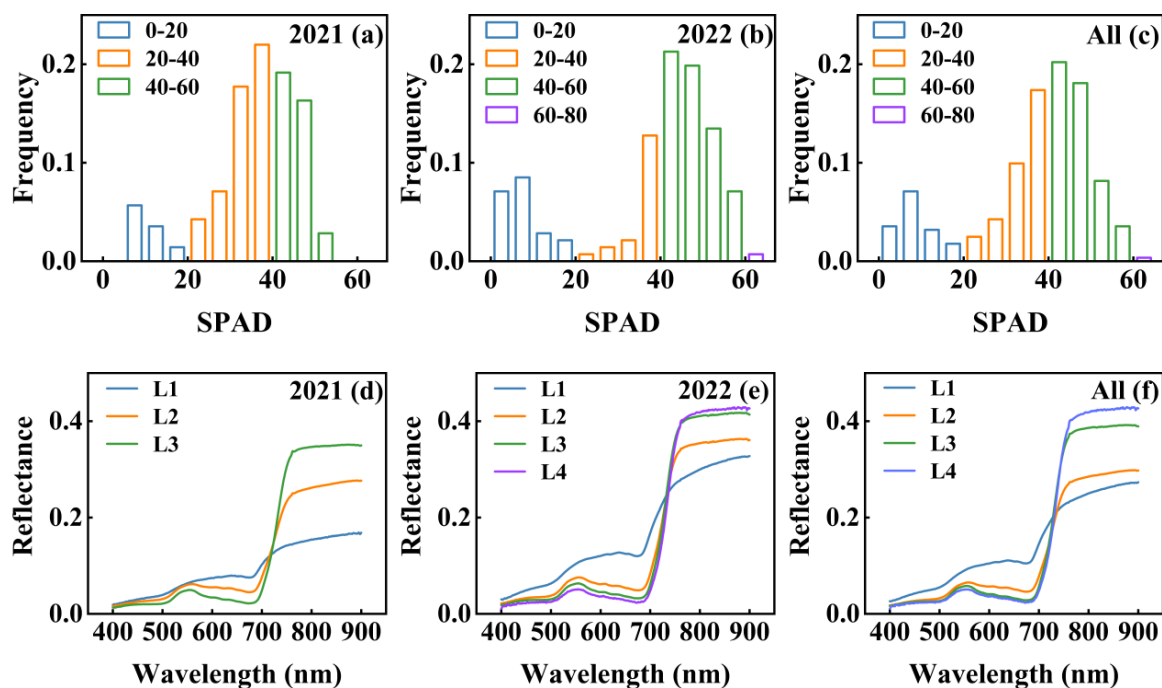 0-20
20-40
40-60
2021 (a)
0.2
0.1
0.0
Frequency
0 20 40 60
SPAD
0-20
20-40
40-60
60-80
2022 (b)
0.2
0.1
0.0
Frequency
0 20 40 60
SPAD
0-20
20-40
40-60
60-80
All (c)
0.2
0.1
0.0
Frequency
0 20 40 60
SPAD
L1
L2
L3
2021 (d)
0.4
0.2
0.0
Reflectance
400 500 600 700 800 900
Wavelength (nm)
L1
L2
L3
L4
2022 (e)
0.4
0.2
0.0
Reflectance
400 500 600 700 800 900
Wavelength (nm)
L1
L2
L3
L4
All (f)
0.4
0.2
0.0
Reflectance
400 500 600 700 800 900
Wavelength (nm)